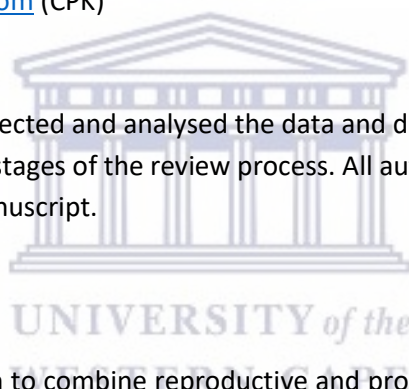 om (CPK)
ected and analysed the data and d
stages of the review process. All au
nuscript.
UNIVERSITY of the
n to combine reproductive and pro